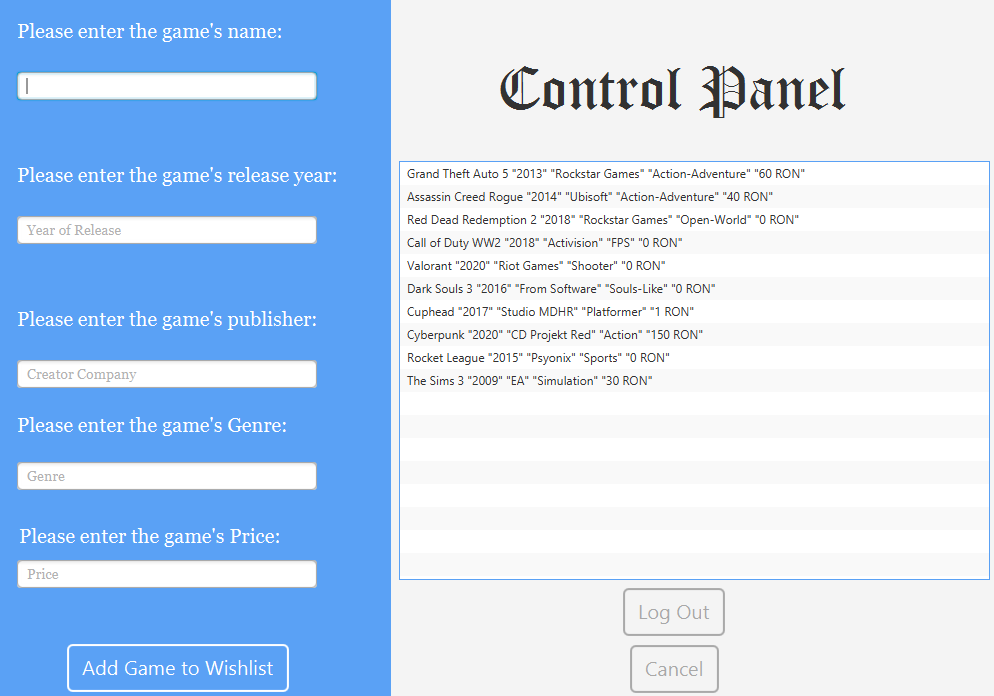 Please enter the game's name:
Please enter the game's release year:
Year of Release
Please enter the game's publisher:
Creator Company
Please enter the game's Genre:
Genre
Please enter the game's Price:
Price
Add Game to Wishlist
Control Panel
Grand Theft Auto 5 "2013" "Rockstar Games" "Action-Adventure" "60 RON"
Assassin Creed Rogue "2014" "Ubisoft" "Action-Adventure" "40 RON"
Red Dead Redemption 2 "2018" "Rockstar Games" "Open-World" "0 RON"
Call of Duty WW2 "2018" "Activision" "FPS" "0 RON"
Valorant "2020" "Riot Games" "Shooter" "0 RON"
Dark Souls 3 "2016" "From Software" "Souls-Like" "0 RON"
Cuphead "2017" "Studio MDHR" "Platformer" "1 RON"
Cyberpunk "2020" "CD Projekt Red" "Action" "150 RON"
Rocket League "2015" "Psyonix" "Sports" "0 RON"
The Sims 3 "2009" "EA" "Simulation" "30 RON"
Log Out
Cancel